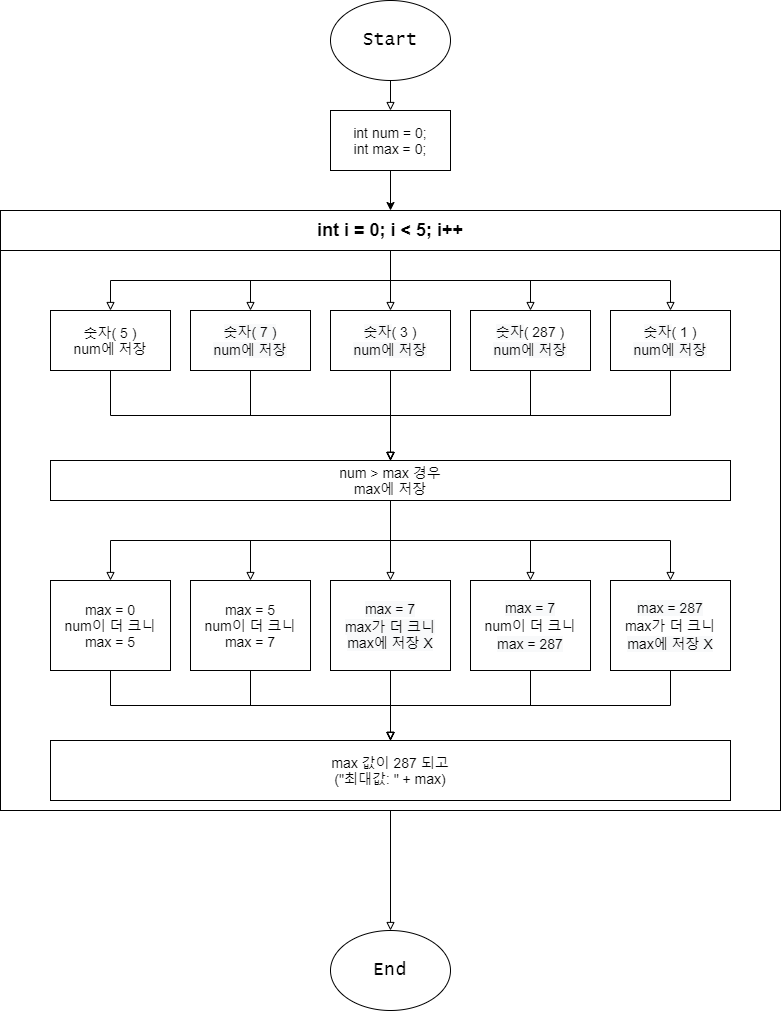 Start
int num = 0;
int max = 0;
int i = 0; i < 5; i++
숫자( 5 )
num에 저장
숫자( 7 )
num에 저장
숫자( 3 )
num에 저장
숫자( 287 )
num에 저장
숫자( 1 )
num에 저장
num > max 경우
max에 저장
max = 0
num이 더 크니
max = 5
max = 5
num이 더 크니
max = 7
max = 7
max가 더 크니
max에 저장 X
max = 7
num이 더 크니
max = 287
max = 287
max가 더 크니
max에 저장 X
max 값이 287 되고
("최대값: " + max)
End